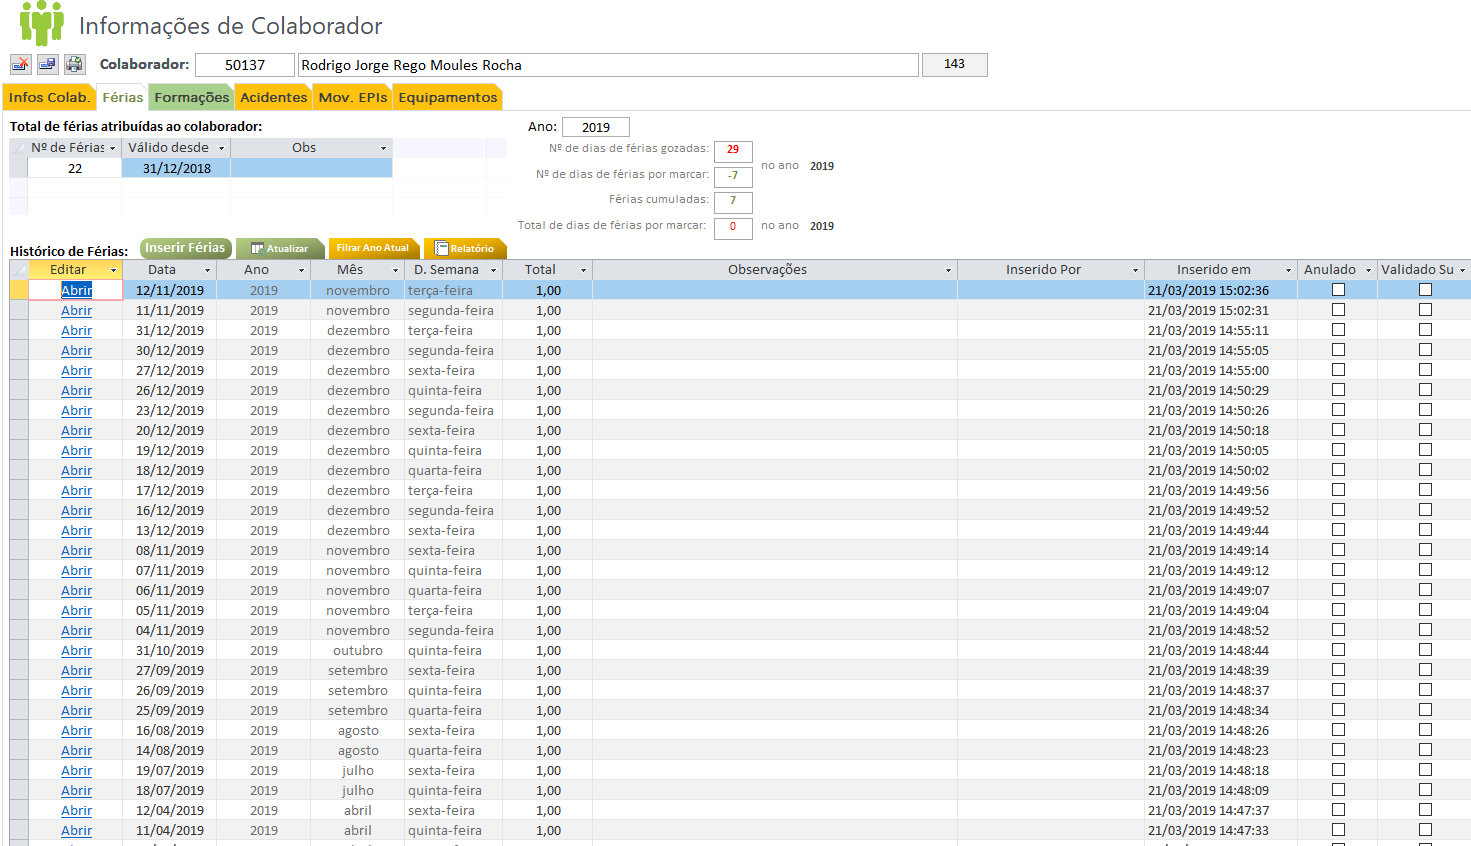 Informações de Colaborador
Colaborador: 50137 Rodrigo Jorge Rego Moules Rocha 143
Infos Colab. Férias Formações Acidentes Mov. EPIs Equipamentos
Total de férias atribuídas ao colaborador:
Ano: 2019
Nº de Férias Válido desde Obs
22 31/12/2018
Nº de dias de férias gozadas: 29 no ano 2019
Nº de dias de férias por marcar: -7
Férias cumuladas: 7
Total de dias de férias por marcar: 0 no ano 2019
Histórico de Férias: Inserir Férias Atualizar Filrar Ano Atual Relatório
Editar Data Ano Mês D. Semana Total Observações Inserido Por Inserido em Anulado Validado Su
Abrir 12/11/2019 2019 novembro terça-feira 1,00 21/03/2019 15:02:36
Abrir 11/11/2019 2019 novembro segunda-feira 1,00 21/03/2019 15:02:31
Abrir 31/12/2019 2019 dezembro terça-feira 1,00 21/03/2019 14:55:11
Abrir 30/12/2019 2019 dezembro segunda-feira 1,00 21/03/2019 14:55:05
Abrir 27/12/2019 2019 dezembro sexta-feira 1,00 21/03/2019 14:55:00
Abrir 26/12/2019 2019 dezembro quinta-feira 1,00 21/03/2019 14:50:29
Abrir 23/12/2019 2019 dezembro segunda-feira 1,00 21/03/2019 14:50:26
Abrir 20/12/2019 2019 dezembro sexta-feira 1,00 21/03/2019 14:50:18
Abrir 19/12/2019 2019 dezembro quinta-feira 1,00 21/03/2019 14:50:05
Abrir 18/12/2019 2019 dezembro quarta-feira 1,00 21/03/2019 14:50:02
Abrir 17/12/2019 2019 dezembro terça-feira 1,00 21/03/2019 14:49:56
Abrir 16/12/2019 2019 dezembro segunda-feira 1,00 21/03/2019 14:49:52
Abrir 13/12/2019 2019 dezembro sexta-feira 1,00 21/03/2019 14:49:44
Abrir 08/11/2019 2019 novembro sexta-feira 1,00 21/03/2019 14:49:14
Abrir 07/11/2019 2019 novembro quinta-feira 1,00 21/03/2019 14:49:12
Abrir 06/11/2019 2019 novembro quarta-feira 1,00 21/03/2019 14:49:07
Abrir 05/11/2019 2019 novembro terça-feira 1,00 21/03/2019 14:49:04
Abrir 04/11/2019 2019 novembro segunda-feira 1,00 21/03/2019 14:48:52
Abrir 31/10/2019 2019 outubro quinta-feira 1,00 21/03/2019 14:48:44
Abrir 27/09/2019 2019 setembro sexta-feira 1,00 21/03/2019 14:48:39
Abrir 26/09/2019 2019 setembro quinta-feira 1,00 21/03/2019 14:48:37
Abrir 25/09/2019 2019 setembro quarta-feira 1,00 21/03/2019 14:48:34
Abrir 16/08/2019 2019 agosto sexta-feira 1,00 21/03/2019 14:48:26
Abrir 14/08/2019 2019 agosto quarta-feira 1,00 21/03/2019 14:48:23
Abrir 19/07/2019 2019 julho sexta-feira 1,00 21/03/2019 14:48:18
Abrir 18/07/2019 2019 julho quinta-feira 1,00 21/03/2019 14:48:09
Abrir 12/04/2019 2019 abril sexta-feira 1,00 21/03/2019 14:47:37
Abrir 11/04/2019 2019 abril quinta-feira 1,00 21/03/2019 14:47:33